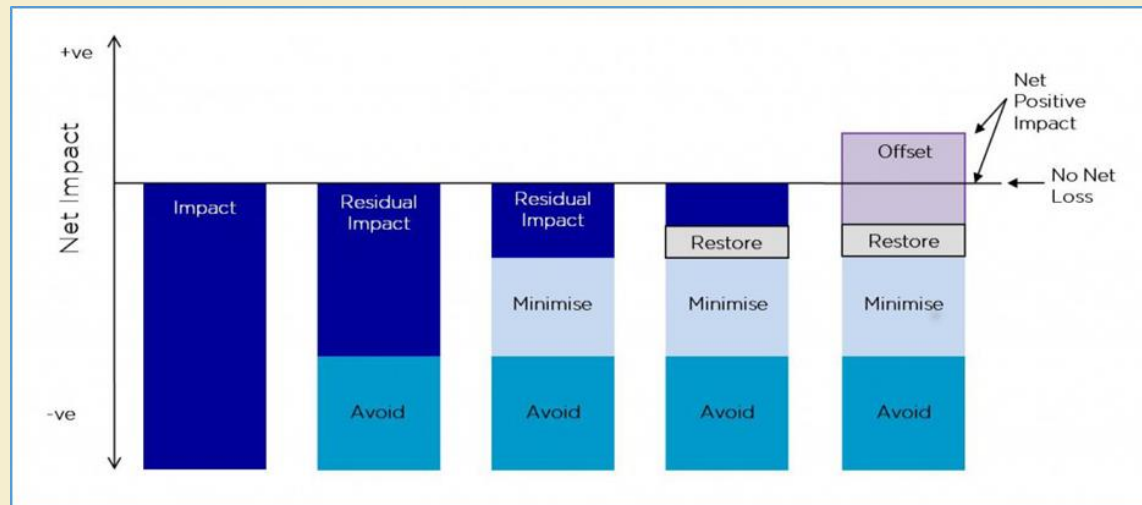 +ve
Net Impact
-ve
Impact
Residual
Impact
Avoid
Residual
Impact
Minimise
Avoid
Restore
Minimise
Avoid
Offset
Restore
Minimise
Avoid
Net
Positive
Impact
No Net
Loss